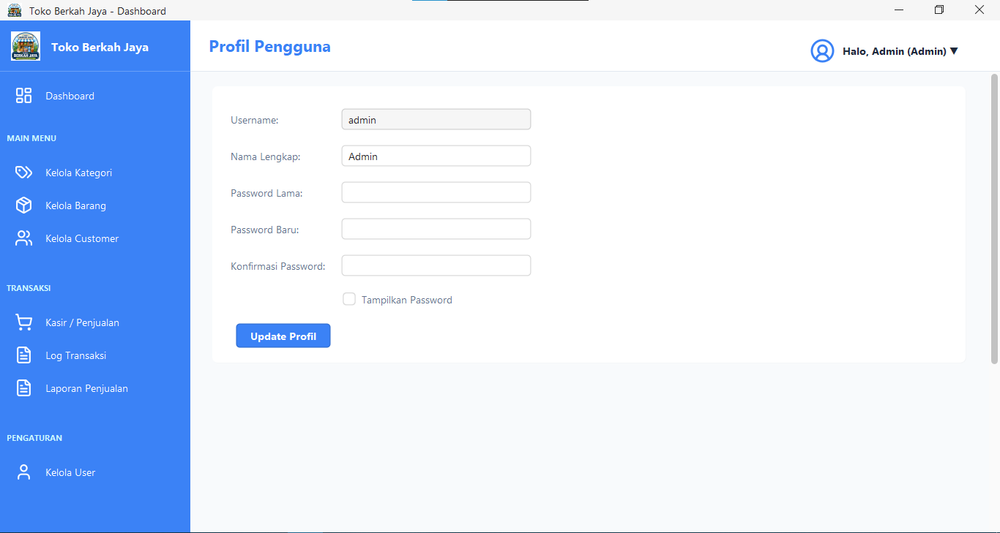 Toko Berkah Jaya - Dashboard
BERKAH JAYA
Toko Berkah Jaya
Profil Pengguna
Halo, Admin (Admin) ▼
Dashboard
MAIN MENU
Kelola Kategori
Kelola Barang
Kelola Customer
TRANSAKSI
Kasir / Penjualan
Log Transaksi
Laporan Penjualan
PENGATURAN
Kelola User
Username: admin
Nama Lengkap: Admin
Password Lama:
Password Baru:
Konfirmasi Password:
Tampilkan Password
Update Profil